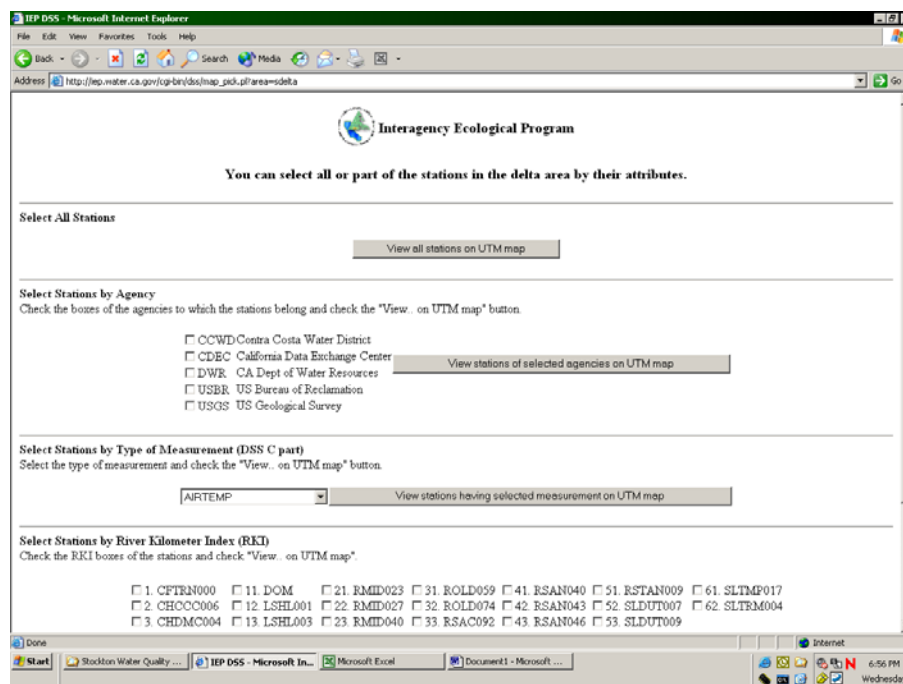 IEP DSS - Microsoft Internet Explorer
File Edit View Favorites Tools Help
Back Search Media
Address http://iep.water.ca.gov/cgi-bin/dss/map_pick.pl?area=sdelta Go
Interagency Ecological Program
You can select all or part of the stations in the delta area by their attributes.
Select All Stations
View all stations on UTM map
Select Stations by Agency
Check the boxes of the agencies to which the stations belong and check the "View.. on UTM map" button.
CCWD Contra Costa Water District
CDEC California Data Exchange Center
View stations of selected agencies on UTM map
DWR CA Dept of Water Resources
USBR US Bureau of Reclamation
USGS US Geological Survey
Select Stations by Type of Measurement (DSS C part)
Select the type of measurement and check the "View.. on UTM map" button.
AIRTEMP View stations having selected measurement on UTM map
Select Stations by River Kilometer Index (RKI)
Check the RKI boxes of the stations and check "View.. on UTM map".
1. CFTRN000 11. DOM 21. RMID023 31. ROLD059 41. RSAN040 51. RSTAN009 61. SLTMP017
2. CHCCC006 12. LSHL001 22. RMID027 32. ROLD074 42. RSAN043 52. SLDUT007 62. SLTRM004
3. CHDMC004 13. LSHL003 23. RMID040 33. RSAC092 43. RSAN046 53. SLDUT009
Done Internet
Start Stockton Water Quality ... IEP DSS - Microsoft In... Microsoft Excel Document1 - Microsoft ... 6:56 PM
Wednesday